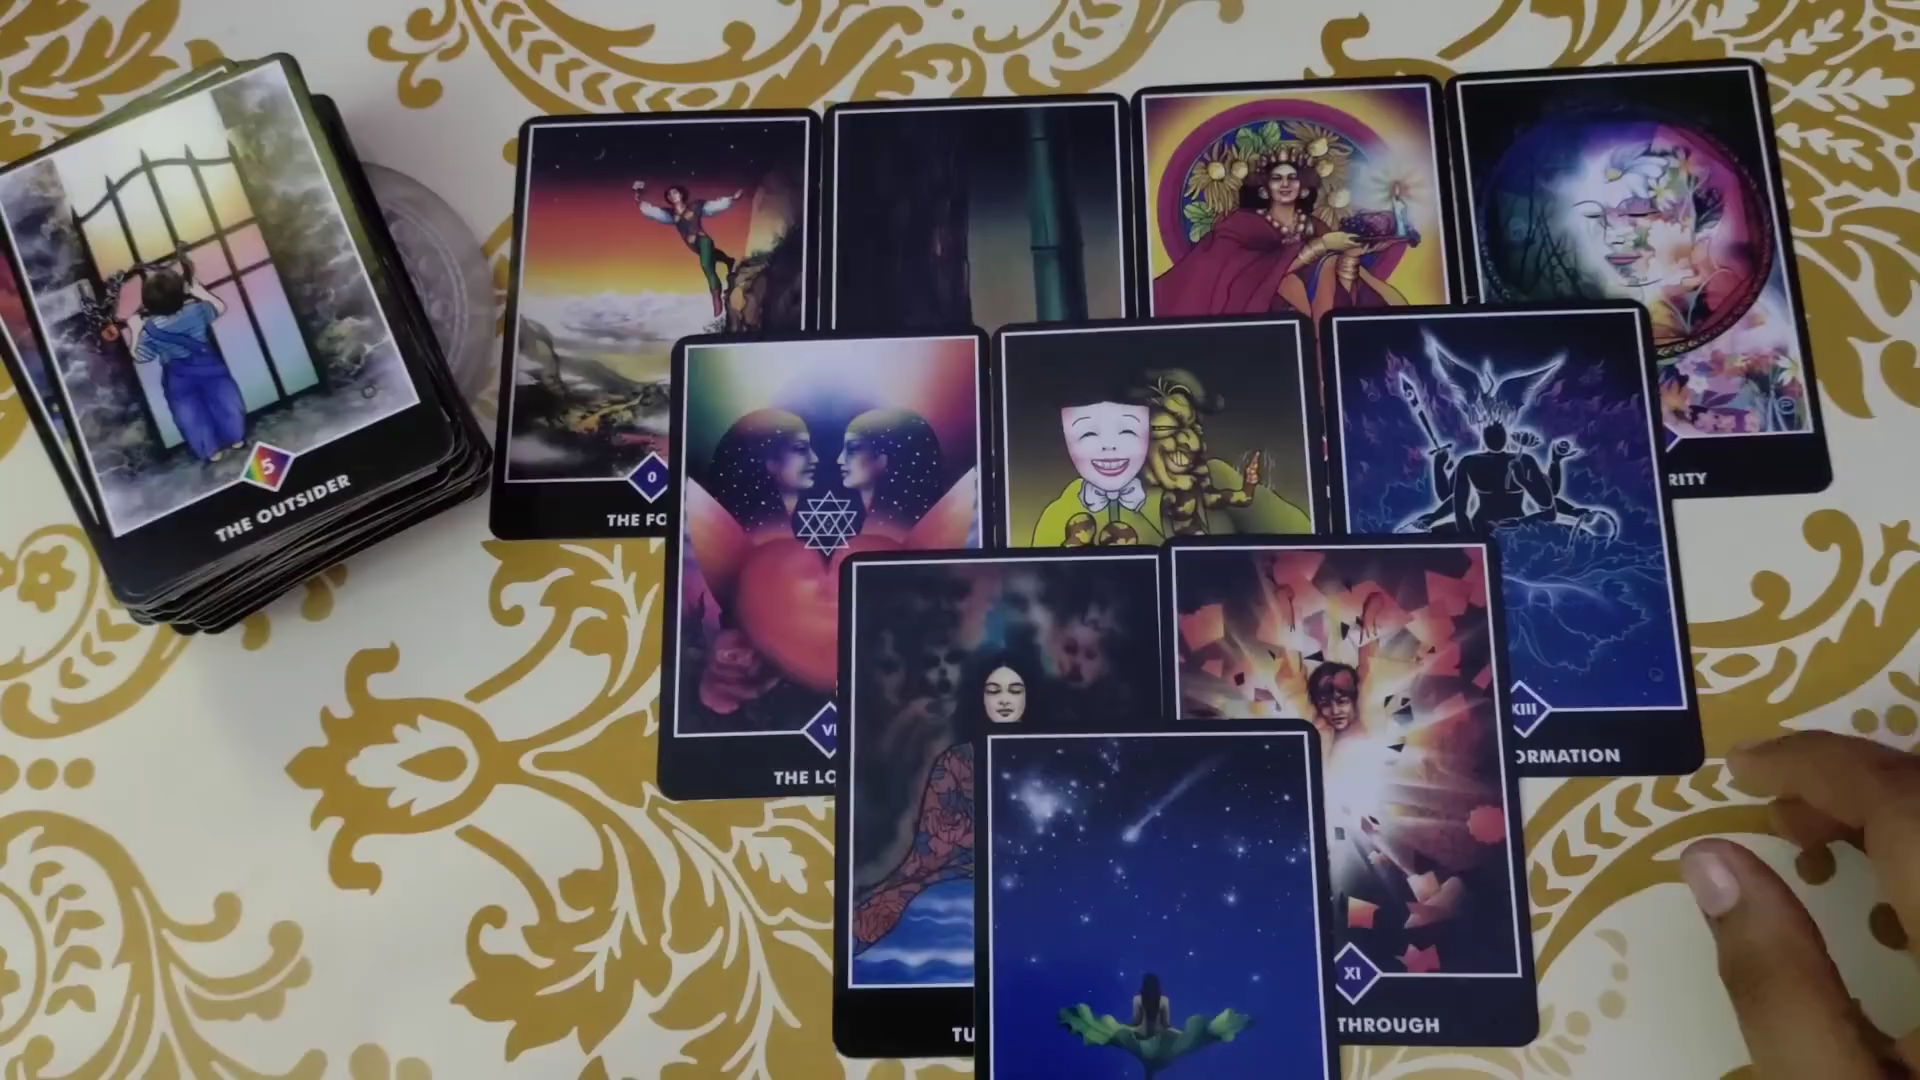 5
THE OUTSIDER
0
THE FO
RITY
VI
THE LO
XIII
ORMATION
XI
THROUGH
TU